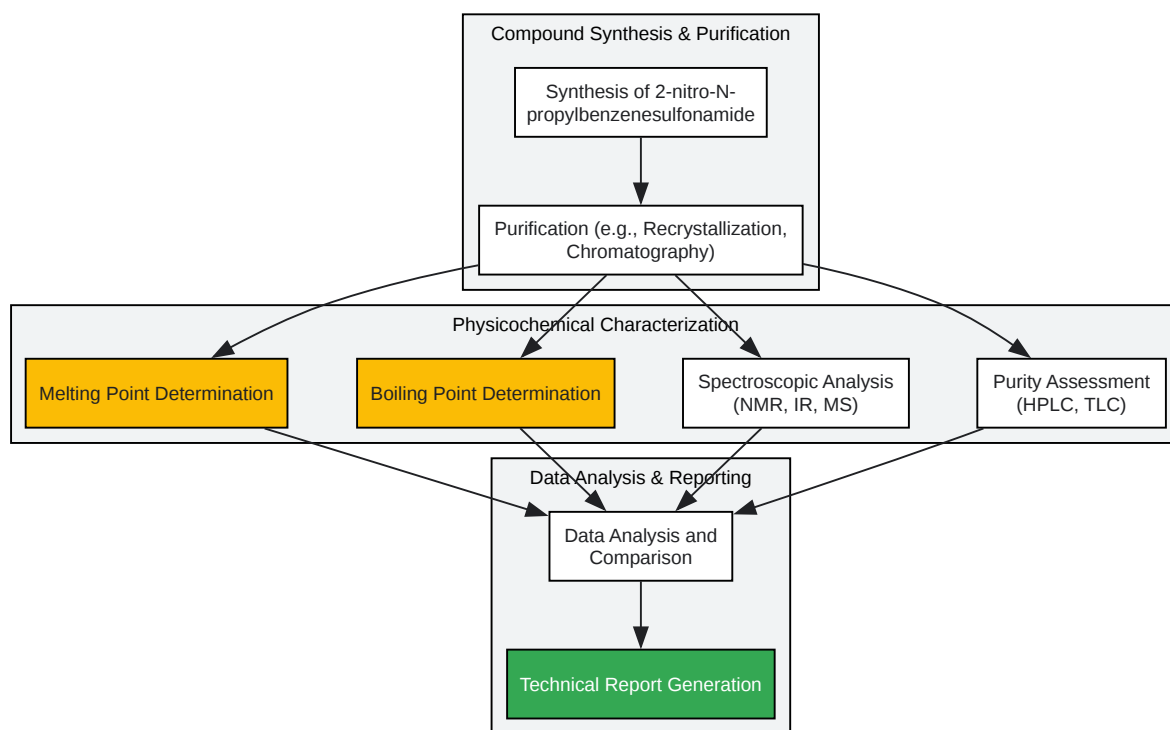 Compound Synthesis & Purification
Synthesis of 2-nitro-N-
propylbenzenesulfonamide
Purification (e.g., Recrystallization,
Chromatography)
Physicochemical Characterization
Melting Point Determination
Boiling Point Determination
Spectroscopic Analysis
(NMR, IR, MS)
Purity Assessment
(HPLC, TLC)
Data Analysis & Reporting
Data Analysis and
Comparison
Technical Report Generation